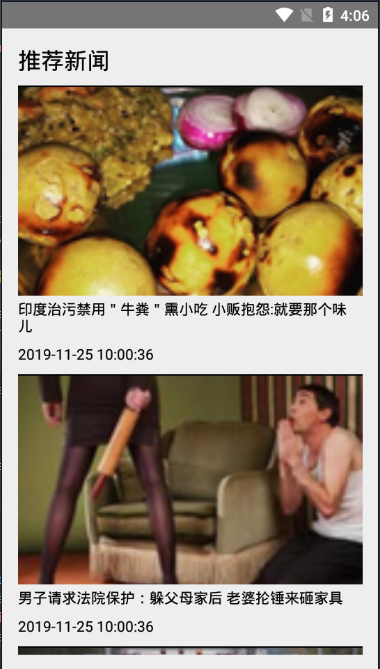 4:06
推荐新闻
印度治污禁用＂牛粪＂熏小吃 小贩抱怨:就要那个味
儿
2019-11-25 10:00:36
男子请求法院保护：躲父母家后 老婆抡锤来砸家具
2019-11-25 10:00:36